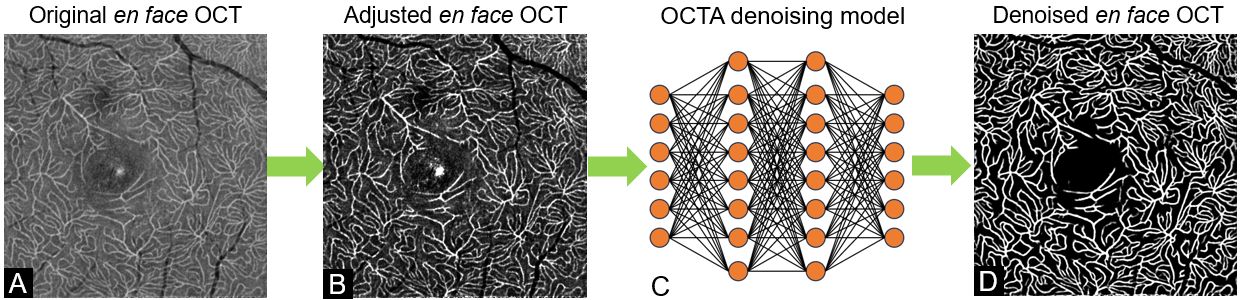 Original en face OCT
Adjusted en face OCT
OCTA denoising model
Denoised en face OCT
A
B
C
D